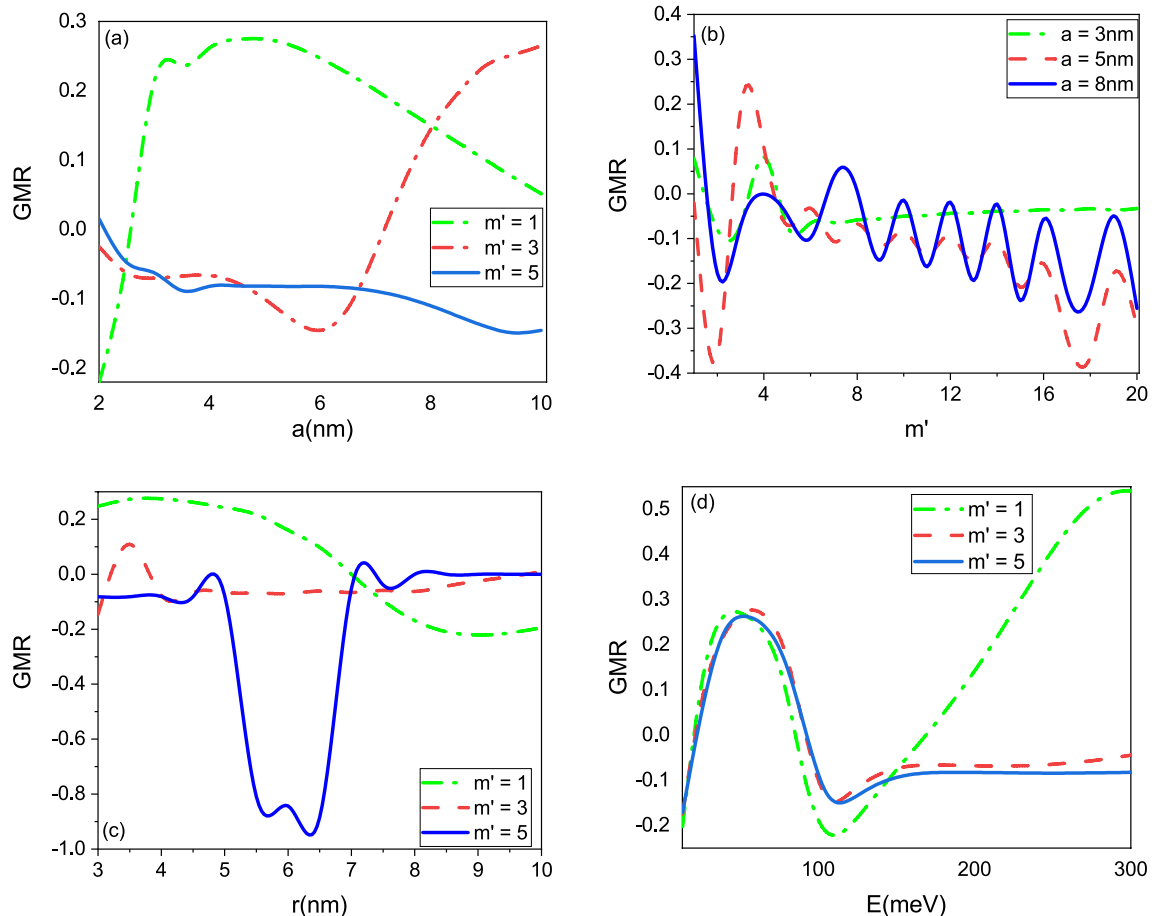 (a)
GMR
0.3
0.2
0.1
0.0
-0.1
-0.2
m' = 1
m' = 3
m' = 5
2 4 6 8 10
a(nm)
(b)
GMR
0.4
0.3
0.2
0.1
0.0
-0.1
-0.2
-0.3
-0.4
a = 3nm
a = 5nm
a = 8nm
4 8 12 16 20
m'
(c)
GMR
0.2
0.0
-0.2
-0.4
-0.6
-0.8
-1.0
m' = 1
m' = 3
m' = 5
3 4 5 6 7 8 9 10
r(nm)
(d)
GMR
0.5
0.4
0.3
0.2
0.1
0.0
-0.1
-0.2
m' = 1
m' = 3
m' = 5
100 200 300
E(meV)